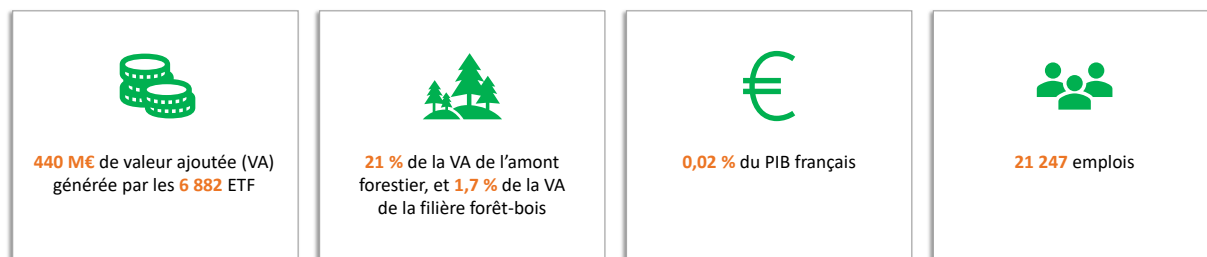 440 M€ de valeur ajoutée (VA)
générée par les 6 882 ETF
21 % de la VA de l’amont
forestier, et 1,7 % de la VA
de la filière forêt-bois
0,02 % du PIB français
21 247 emplois